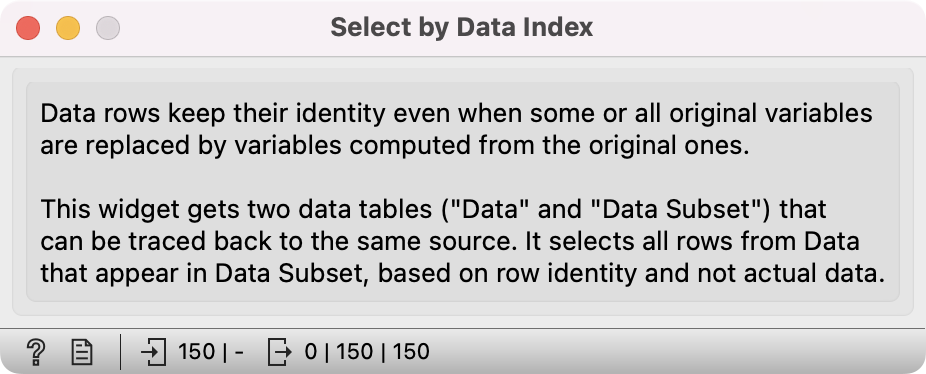 Select by Data Index
Data rows keep their identity even when some or all original variables
are replaced by variables computed from the original ones.
This widget gets two data tables ("Data" and "Data Subset") that
can be traced back to the same source. It selects all rows from Data
that appear in Data Subset, based on row identity and not actual data.
? 150 | - 0 | 150 | 150